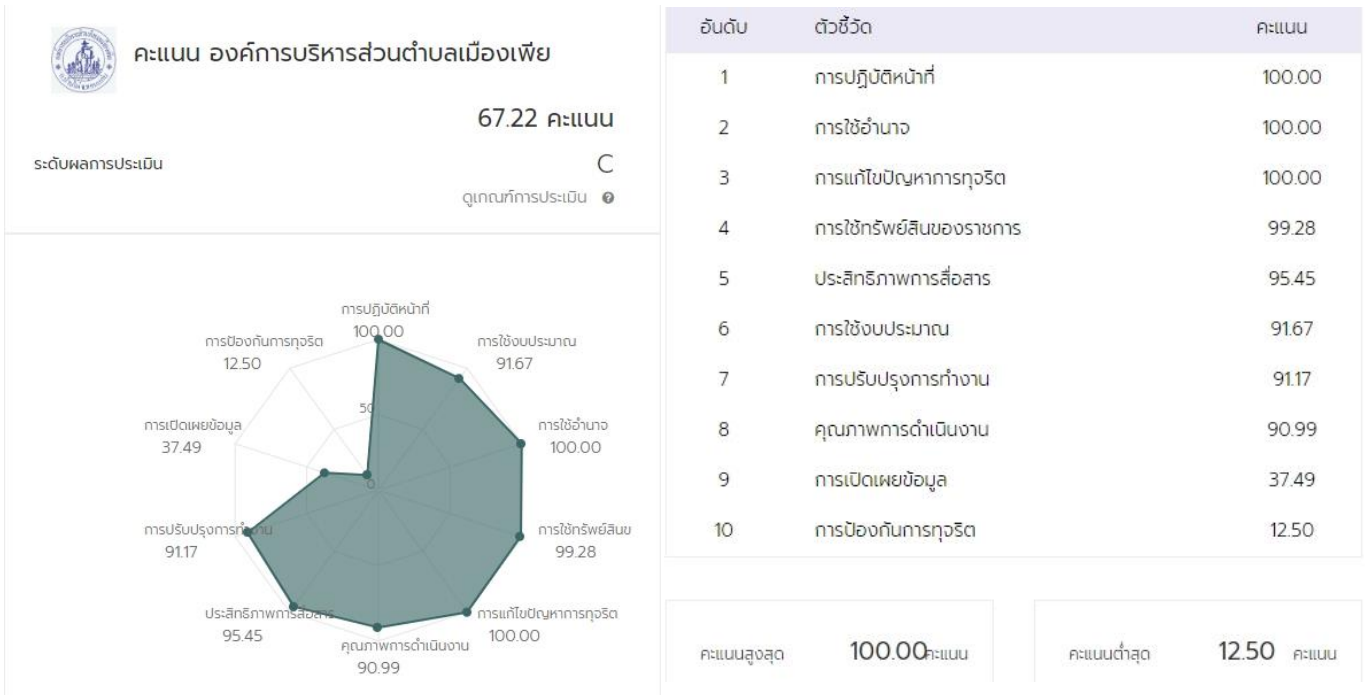 คะแนน องค์การบริหารส่วนตำบลเมืองเพีย
67.22 คะแนน
ระดับผลการประเมิน C
ดูเกณฑ์การประเมิน
การปฏิบัติหน้าที่
100.00
การป้องกันการทุจริต
12.50
การใช้งบประมาณ
91.67
50
การเปิดเผยข้อมูล
37.49
การใช้อำนาจ
100.00
0
การปรับปรุงการทำงาน
91.17
การใช้ทรัพย์สินข
99.28
ประสิทธิภาพการสื่อสาร
95.45
การแก้ไขปัญหาการทุจริต
100.00
คุณภาพการดำเนินงาน
90.99
อันดับ ตัวชี้วัด คะแนน
1 การปฏิบัติหน้าที่ 100.00
2 การใช้อำนาจ 100.00
3 การแก้ไขปัญหาการทุจริต 100.00
4 การใช้ทรัพย์สินของราชการ 99.28
5 ประสิทธิภาพการสื่อสาร 95.45
6 การใช้งบประมาณ 91.67
7 การปรับปรุงการทำงาน 91.17
8 คุณภาพการดำเนินงาน 90.99
9 การเปิดเผยข้อมูล 37.49
10 การป้องกันการทุจริต 12.50
คะแนนสูงสุด 100.00 คะแนน
คะแนนต่ำสุด 12.50 คะแนน